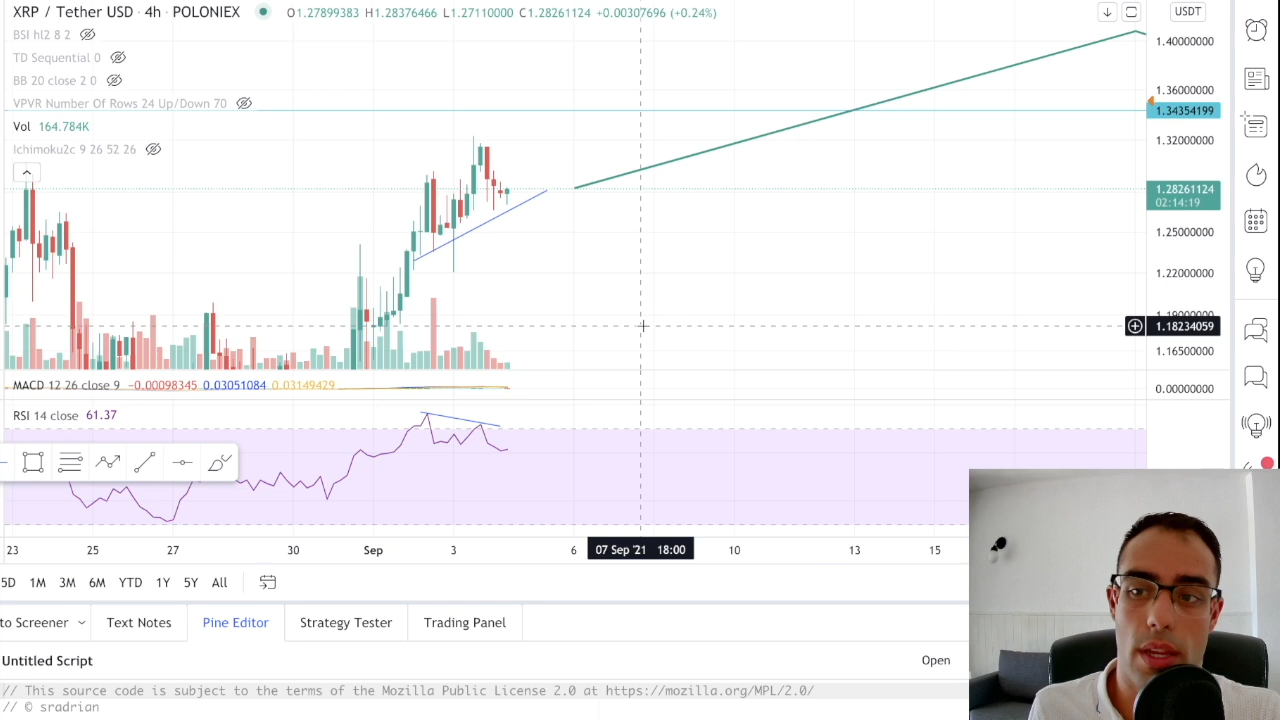 XRP / Tether USD · 4h · POLONIEX O1.27899383 H1.28376466 L1.27110000 C1.28261124 +0.00307696 (+0.24%) USDT
BSI hl2 8 2
1.40000000
TD Sequential 0
BB 20 close 2 0
1.36000000
VPVR Number Of Rows 24 Up/Down 70
1.34354199
Vol 164.784K
1.32000000
Ichimoku2c 9 26 52 26
1.28261124
02:14:19
1.25000000
1.22000000
1.19000000
1.18234059
1.16500000
MACD 12 26 close 9 −0.00098345 0.03051084 0.03149429 0.00000000
RSI 14 close 61.37
23 25 27 30 Sep 3 6 07 Sep '21 18:00 10 13 15
5D 1M 3M 6M YTD 1Y 5Y All
to Screener Text Notes Pine Editor Strategy Tester Trading Panel
Untitled Script Open
// This source code is subject to the terms of the Mozilla Public License 2.0 at https://mozilla.org/MPL/2.0/
// © sradrian